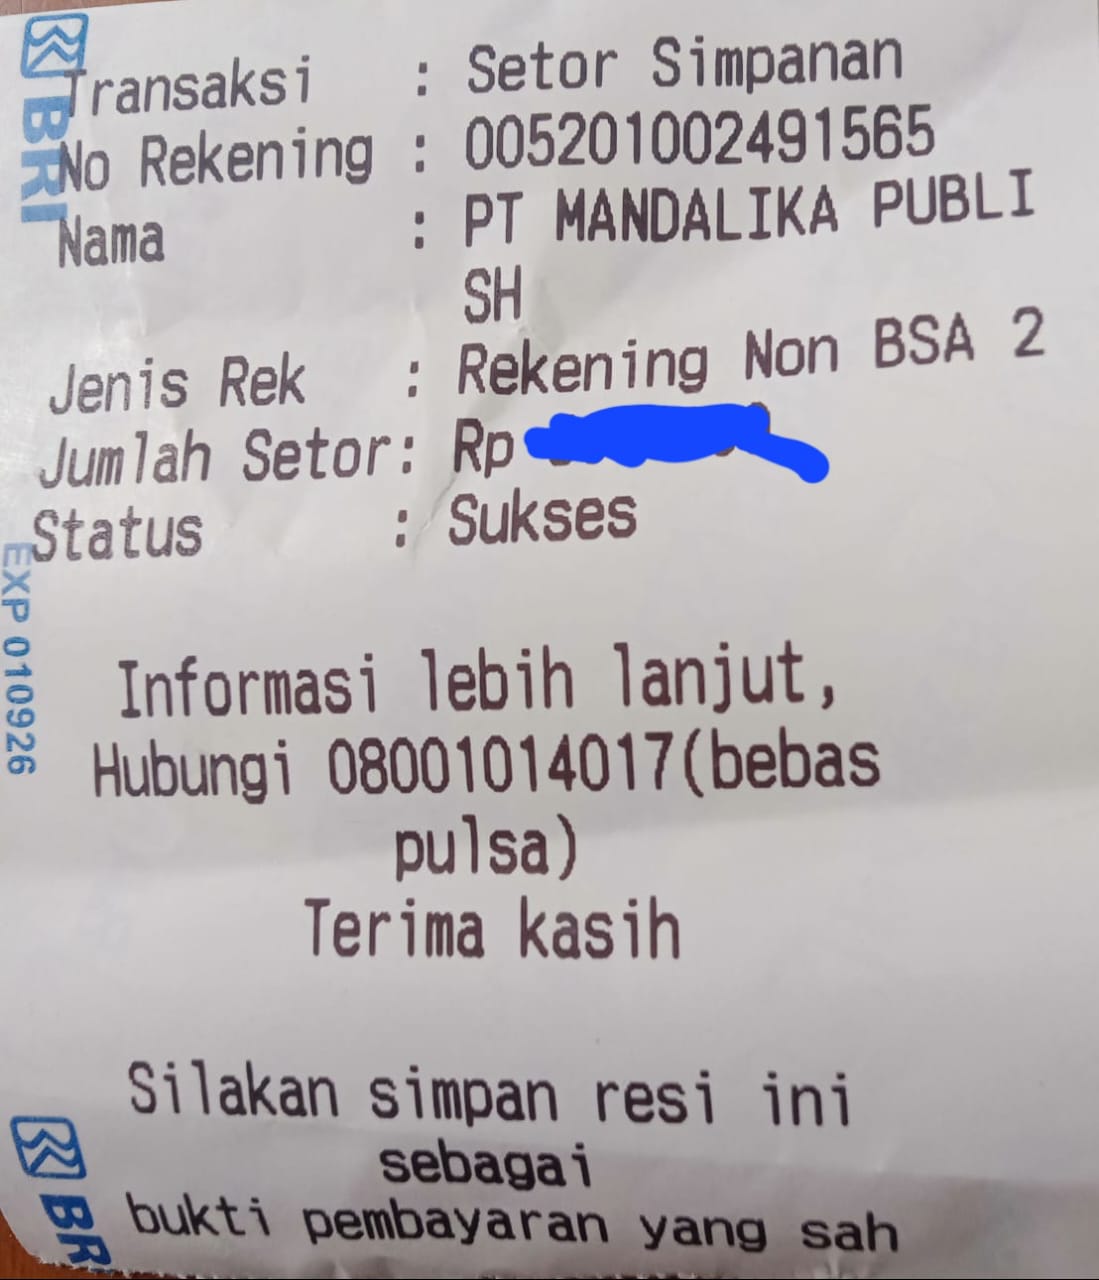 BRI
Transaksi : Setor Simpanan
No Rekening : 005201002491565
Nama : PT MANDALIKA PUBLI
SH
Jenis Rek : Rekening Non BSA 2
Jumlah Setor: Rp
Status : Sukses
EXP 010926
Informasi lebih lanjut,
Hubungi 08001014017(bebas
pulsa)
Terima kasih
Silakan simpan resi ini
sebagai
bukti pembayaran yang sah
BR